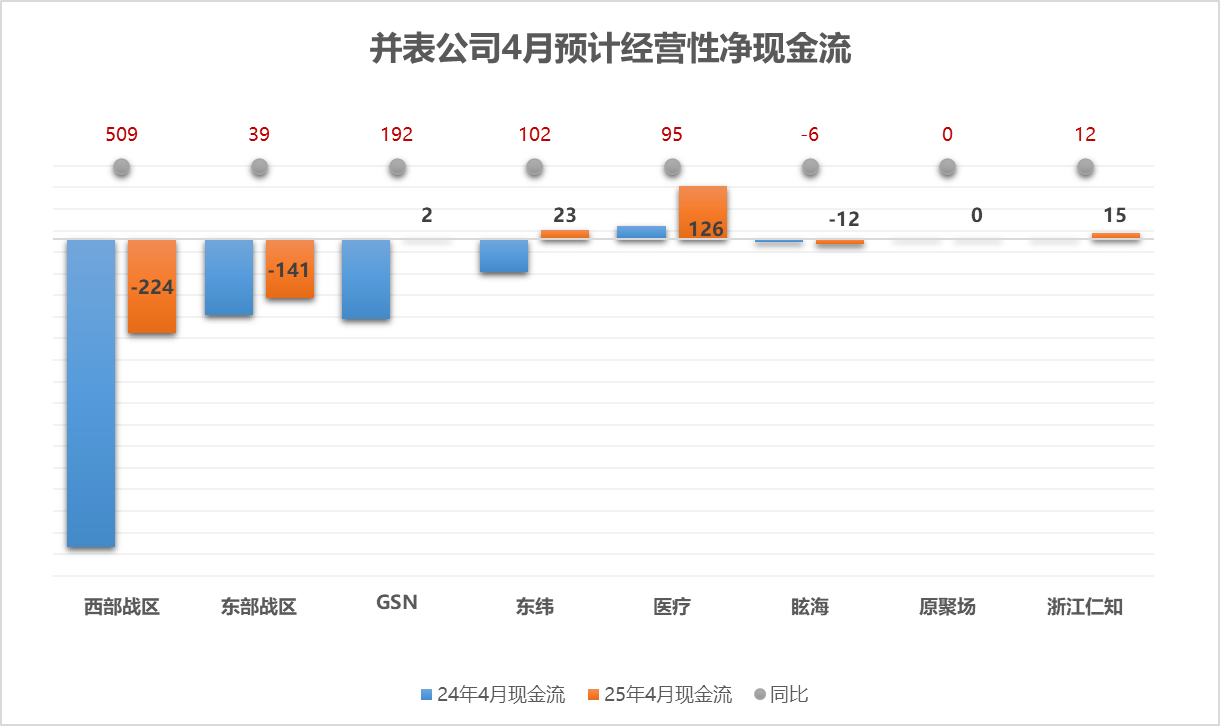 并表公司4月预计经营性净现金流
509 39 192 102 95 -6 0 12
2 23 126 -12 0 15
-224 -141
西部战区 东部战区 GSN 东纬 医疗 眩海 原聚场 浙江仁知
24年4月现金流 25年4月现金流 同比